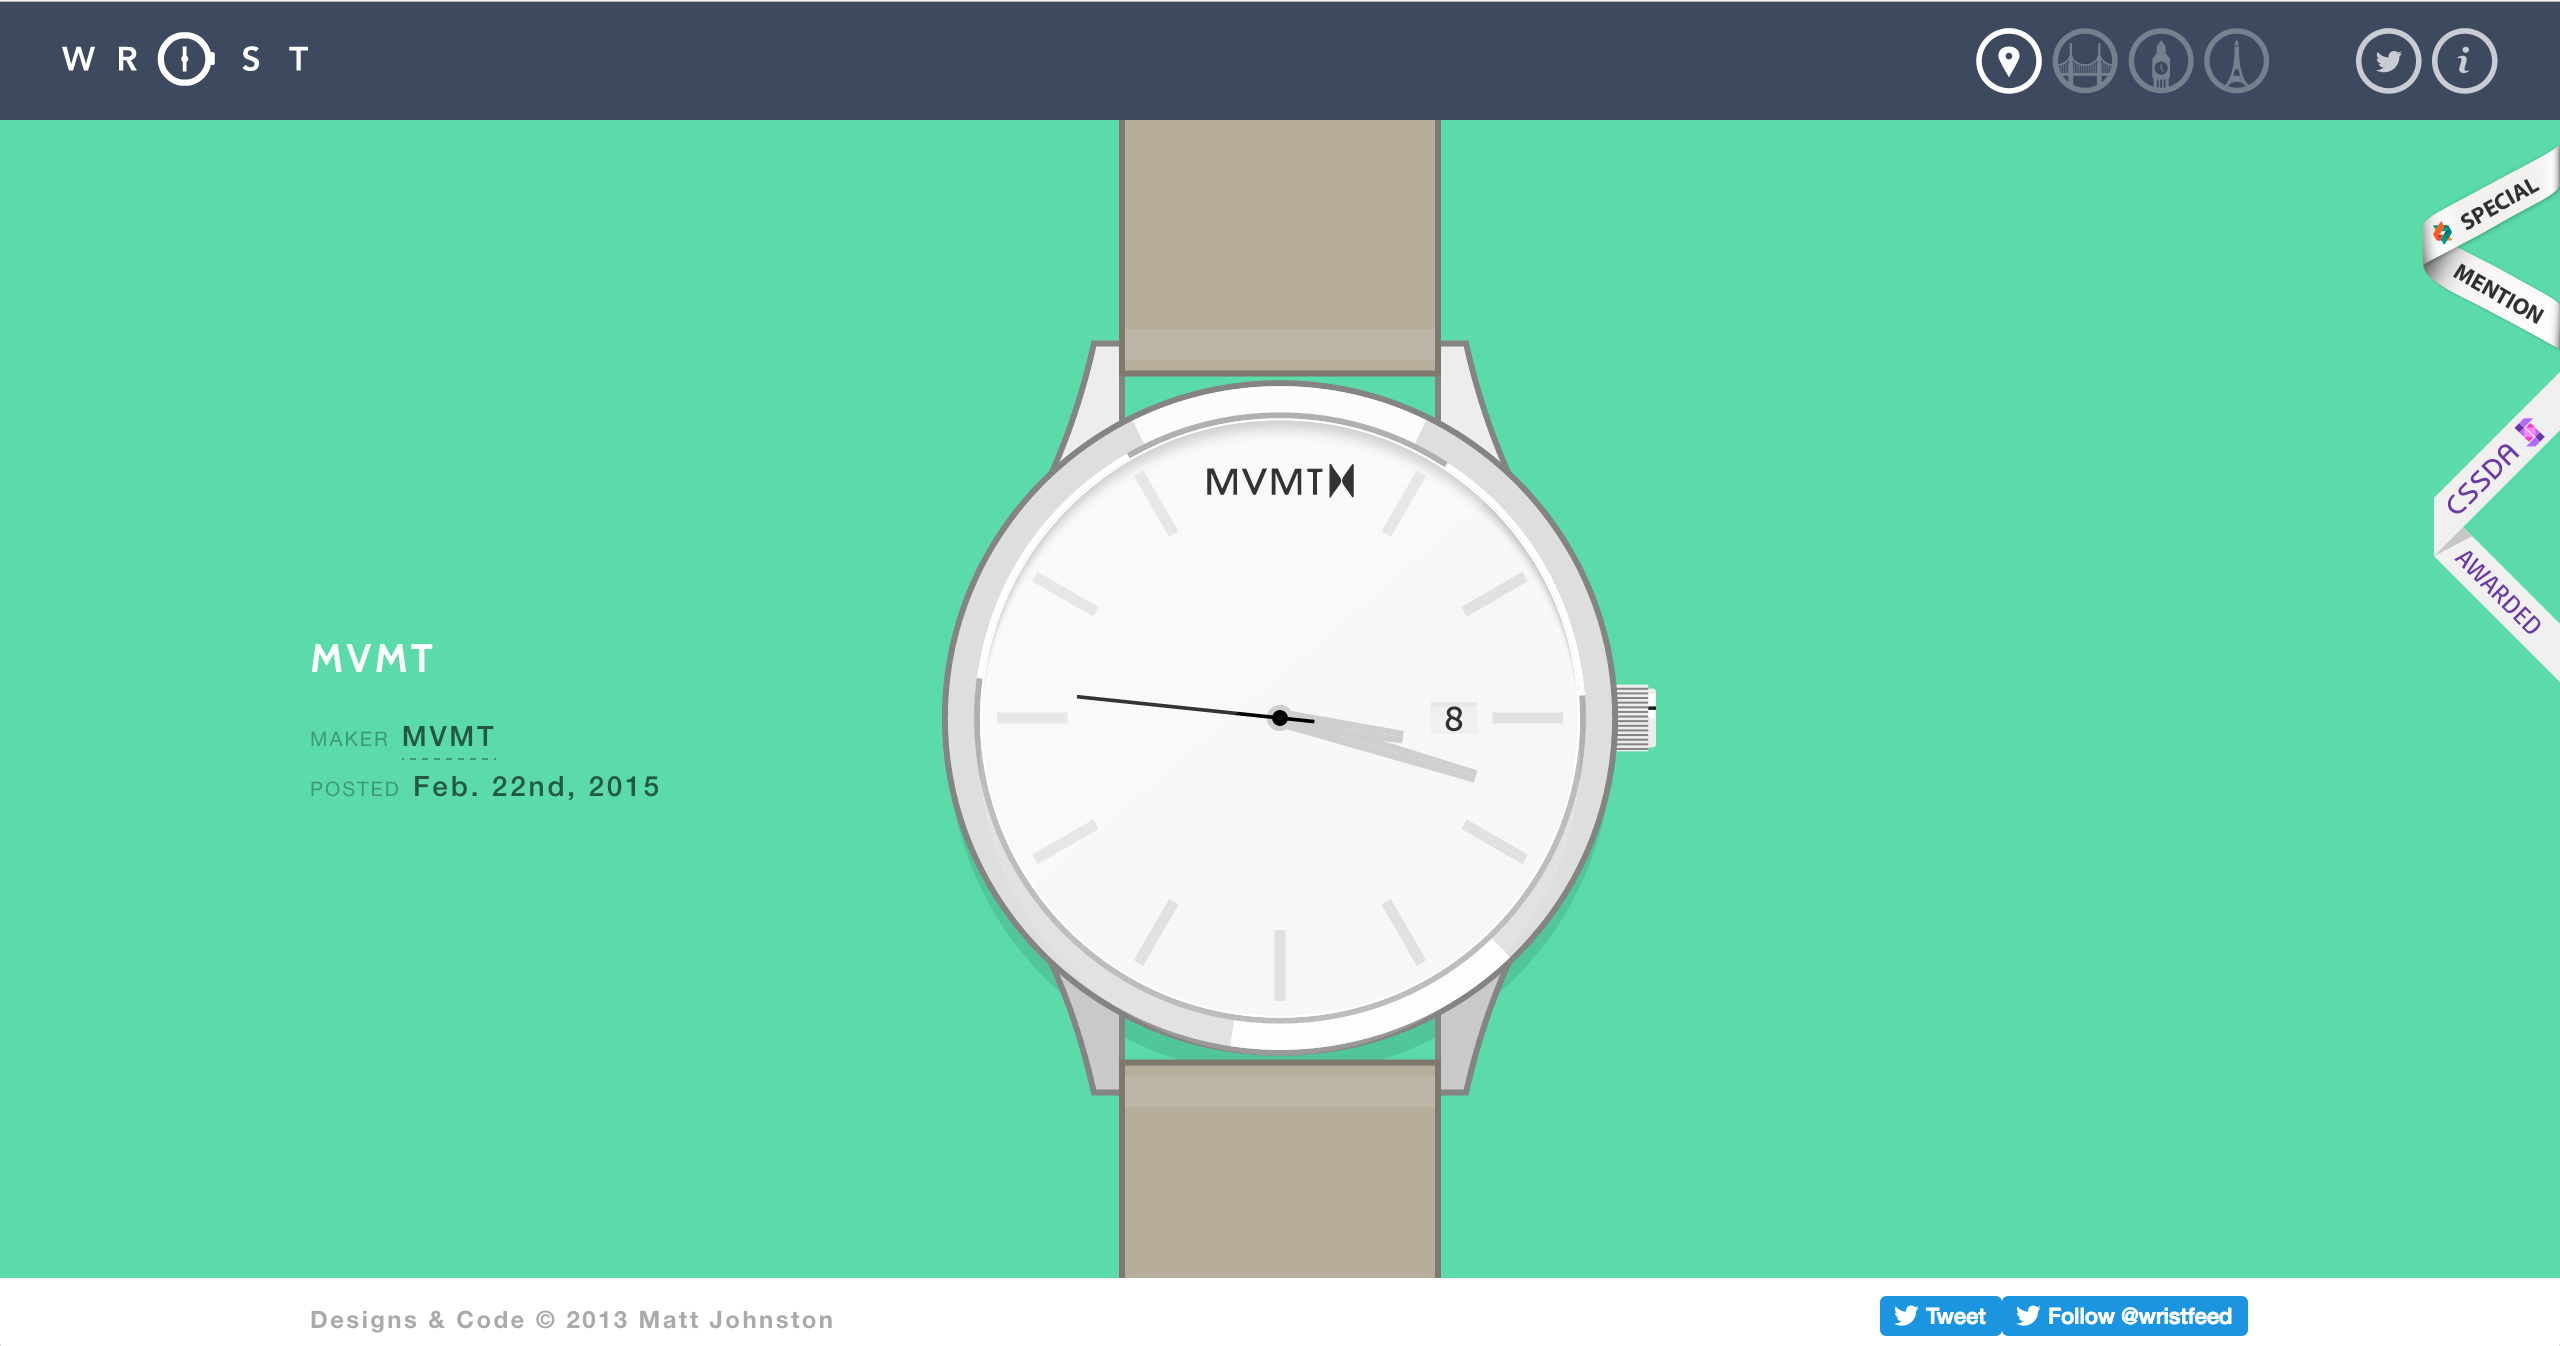 WRIST
SPECIAL
MENTION
CSSDA
AWARDED
MVMT
8
MVMT
MAKER MVMT
POSTED Feb. 22nd, 2015
Designs & Code © 2013 Matt Johnston
Tweet
Follow @wristfeed